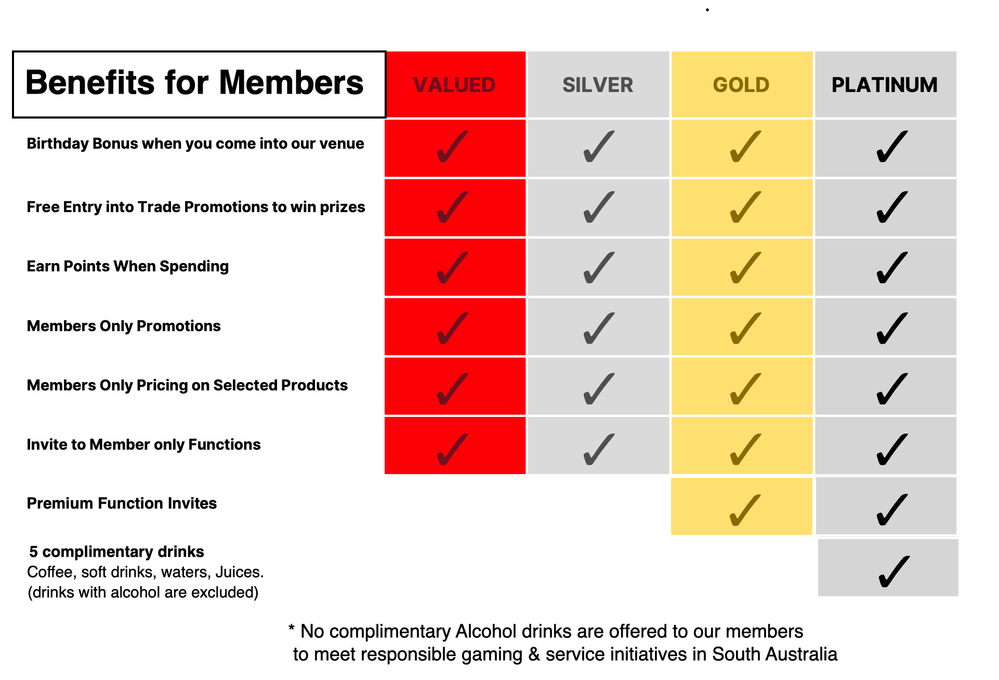 Benefits for Members VALUED SILVER GOLD PLATINUM
Birthday Bonus when you come into our venue ✓ ✓ ✓ ✓
Free Entry into Trade Promotions to win prizes ✓ ✓ ✓ ✓
Earn Points When Spending ✓ ✓ ✓ ✓
Members Only Promotions ✓ ✓ ✓ ✓
Members Only Pricing on Selected Products ✓ ✓ ✓ ✓
Invite to Member only Functions ✓ ✓ ✓ ✓
Premium Function Invites ✓ ✓
5 complimentary drinks ✓
Coffee, soft drinks, waters, Juices.
(drinks with alcohol are excluded)
* No complimentary Alcohol drinks are offered to our members
to meet responsible gaming & service initiatives in South Australia